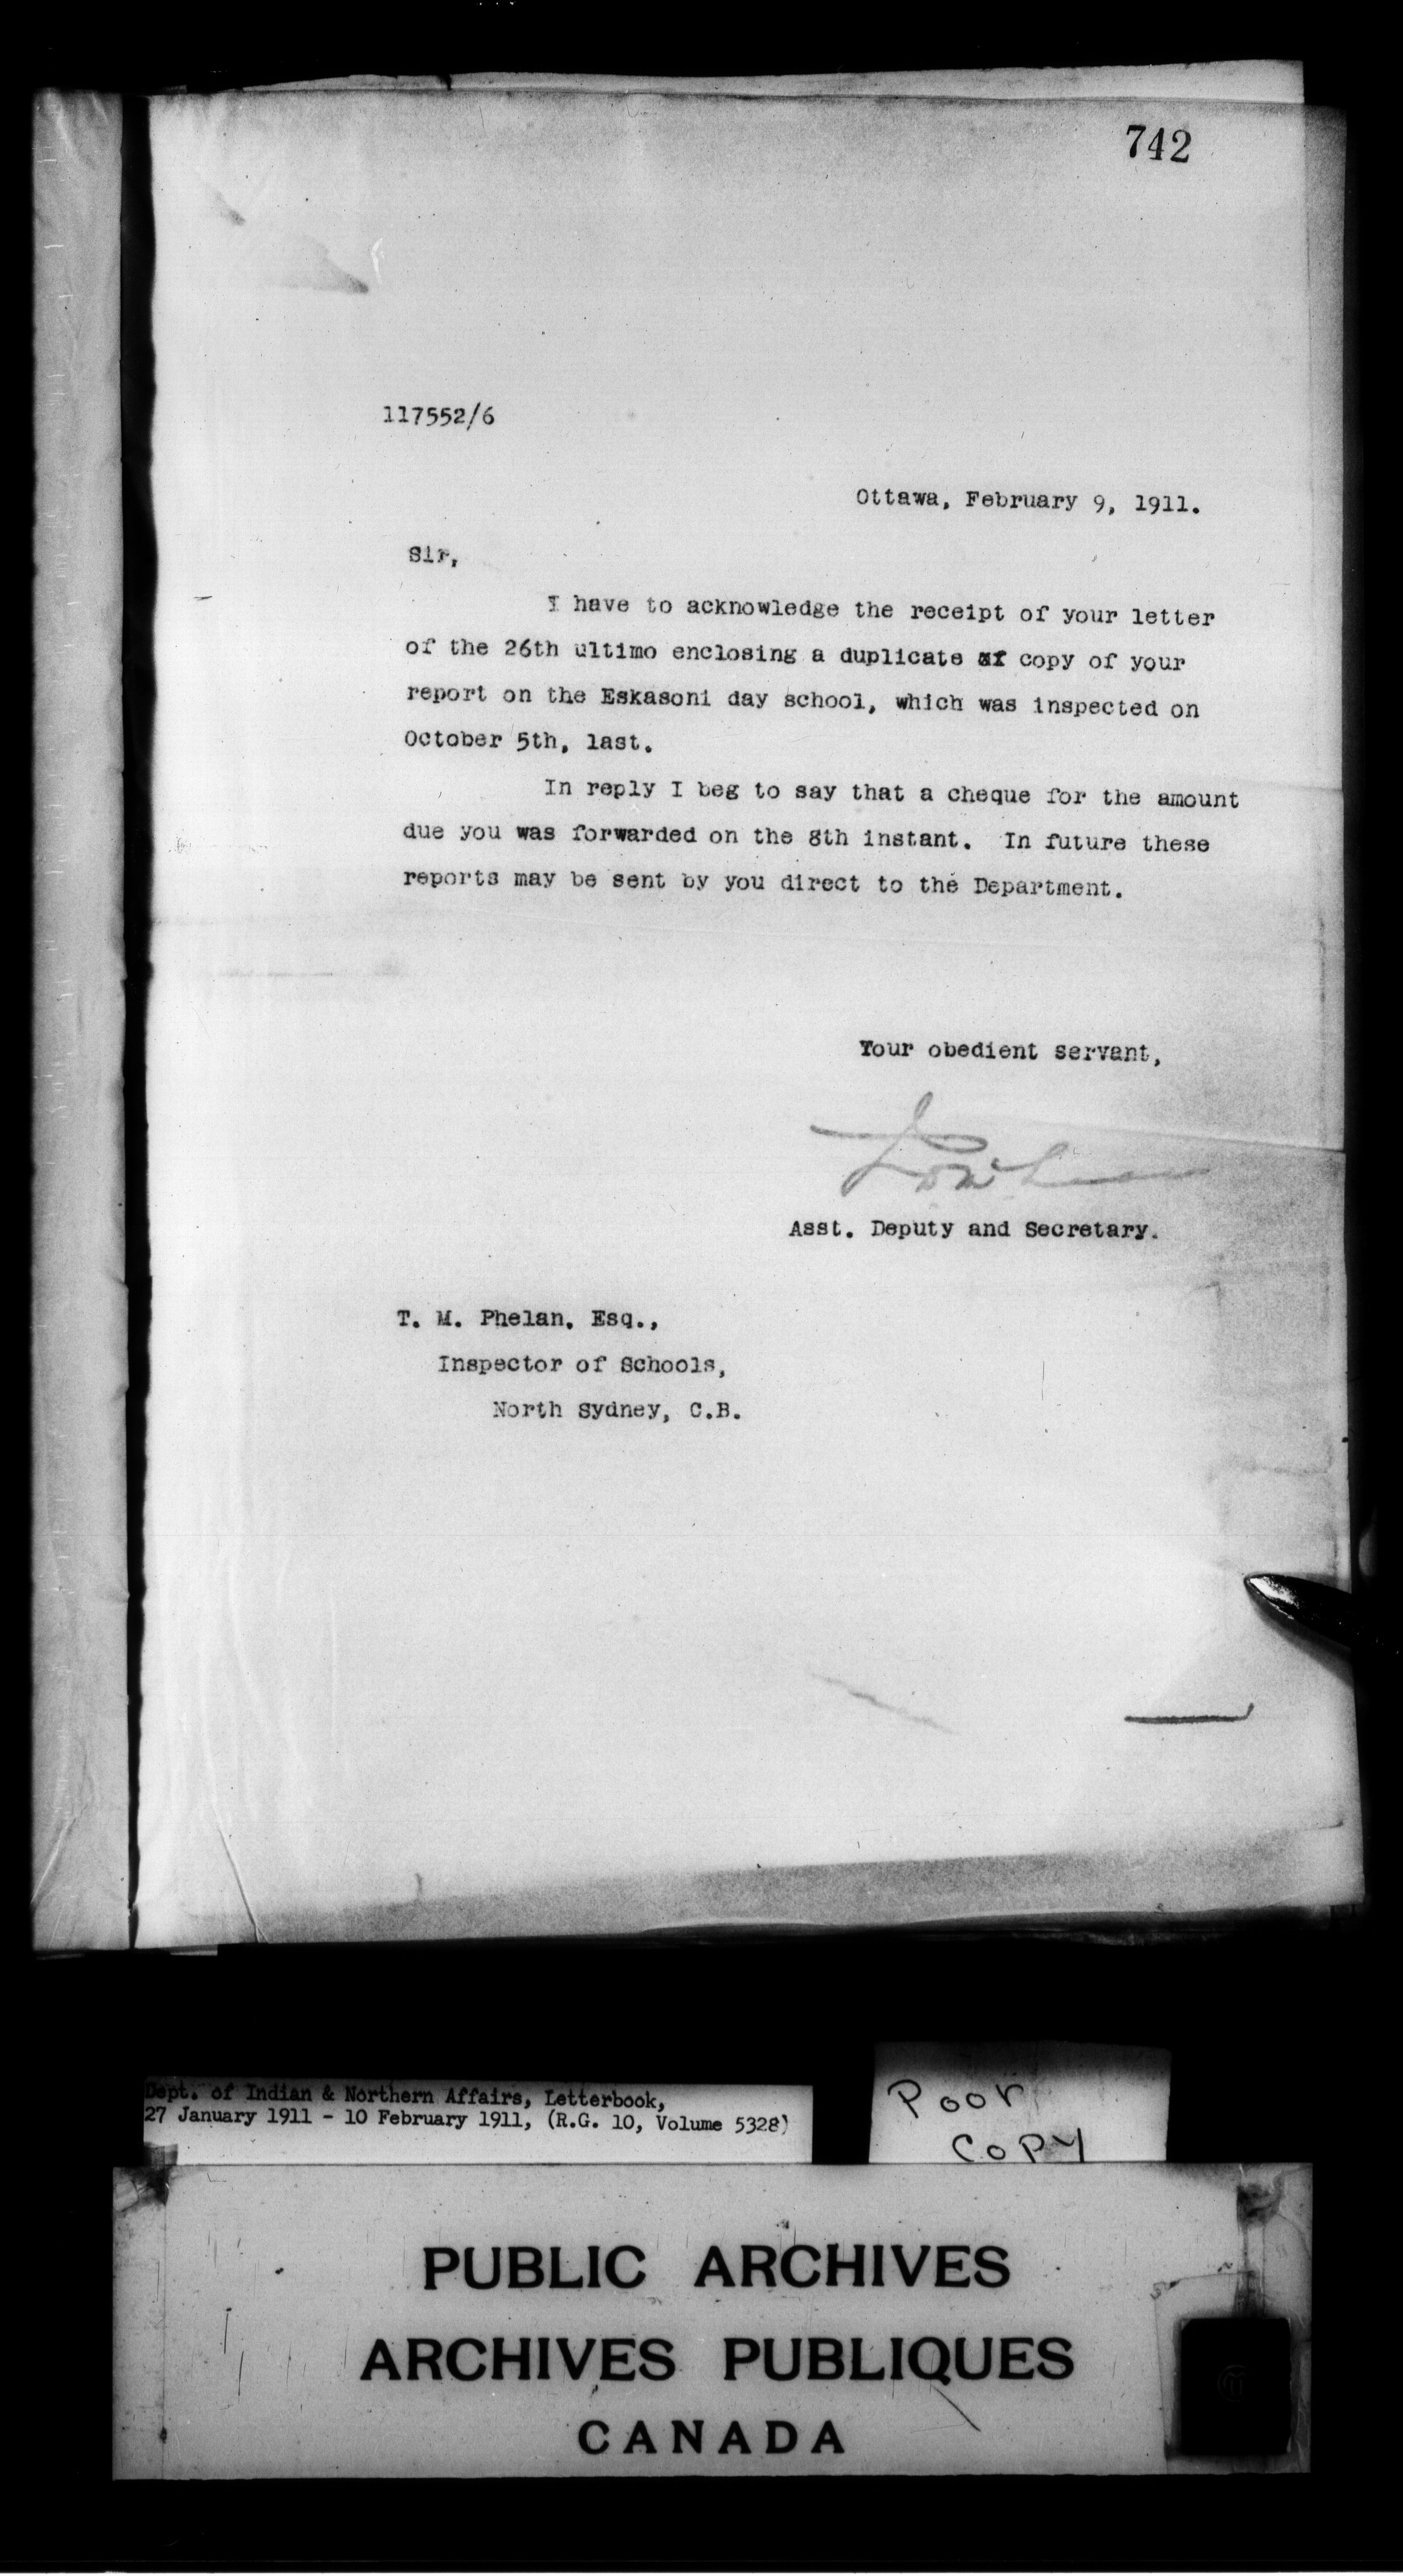 742
117552/6
Ottawa, February 9, 1911.
Sir,
I have to acknowledge the receipt of your letter
of the 26th ultimo enclosing a duplicate copy of your
report on the Eskasoni day school, which was inspected on
October 5th, last.
In reply I beg to say that a cheque for the amount
due you was forwarded on the 8th instant. In future these
reports may be sent by you direct to the Department.
Your obedient servant,
Asst. Deputy and Secretary.
T. M. Phelan, Esq.,
Inspector of Schools,
North Sydney, C.B.
Dept. of Indian & Northern Affairs, Letterbook,
27 January 1911 - 10 February 1911, (R.G. 10, Volume 5328)
Poor
COPY
PUBLIC ARCHIVES
ARCHIVES PUBLIQUES
CANADA